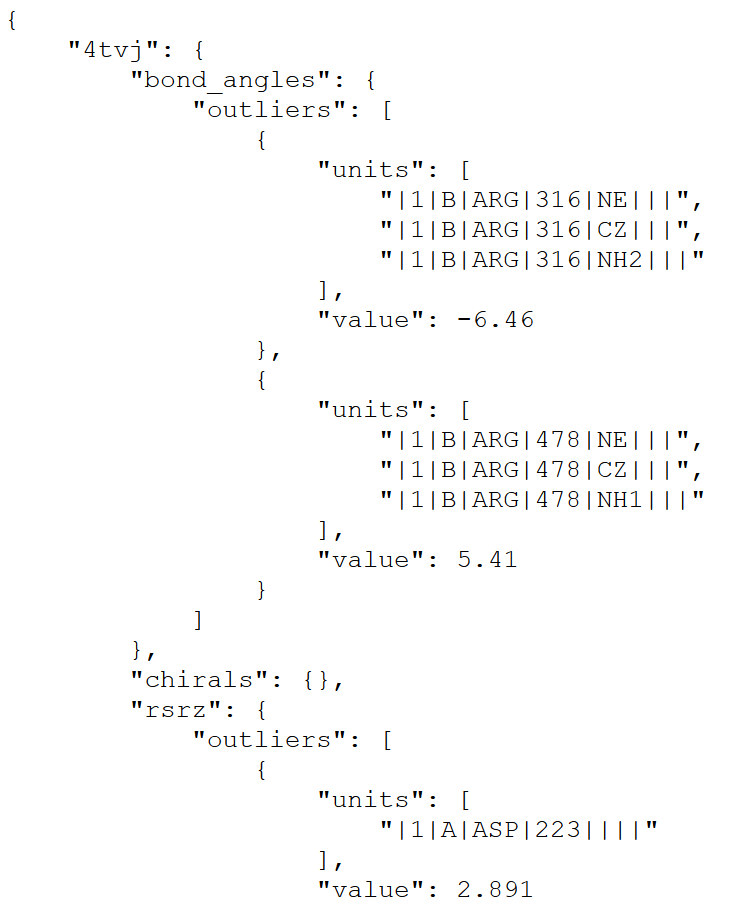 {
    "4tvj": {
        "bond_angles": {
            "outliers": [
                {
                    "units": [
                        "|1|B|ARG|316|NE|||",
                        "|1|B|ARG|316|CZ|||",
                        "|1|B|ARG|316|NH2|||"
                    ],
                    "value": -6.46
                },
                {
                    "units": [
                        "|1|B|ARG|478|NE|||",
                        "|1|B|ARG|478|CZ|||",
                        "|1|B|ARG|478|NH1|||"
                    ],
                    "value": 5.41
                }
            ]
        },
        "chirals": {},
        "rsrz": {
            "outliers": [
                {
                    "units": [
                        "|1|A|ASP|223||||"
                    ],
                    "value": 2.891